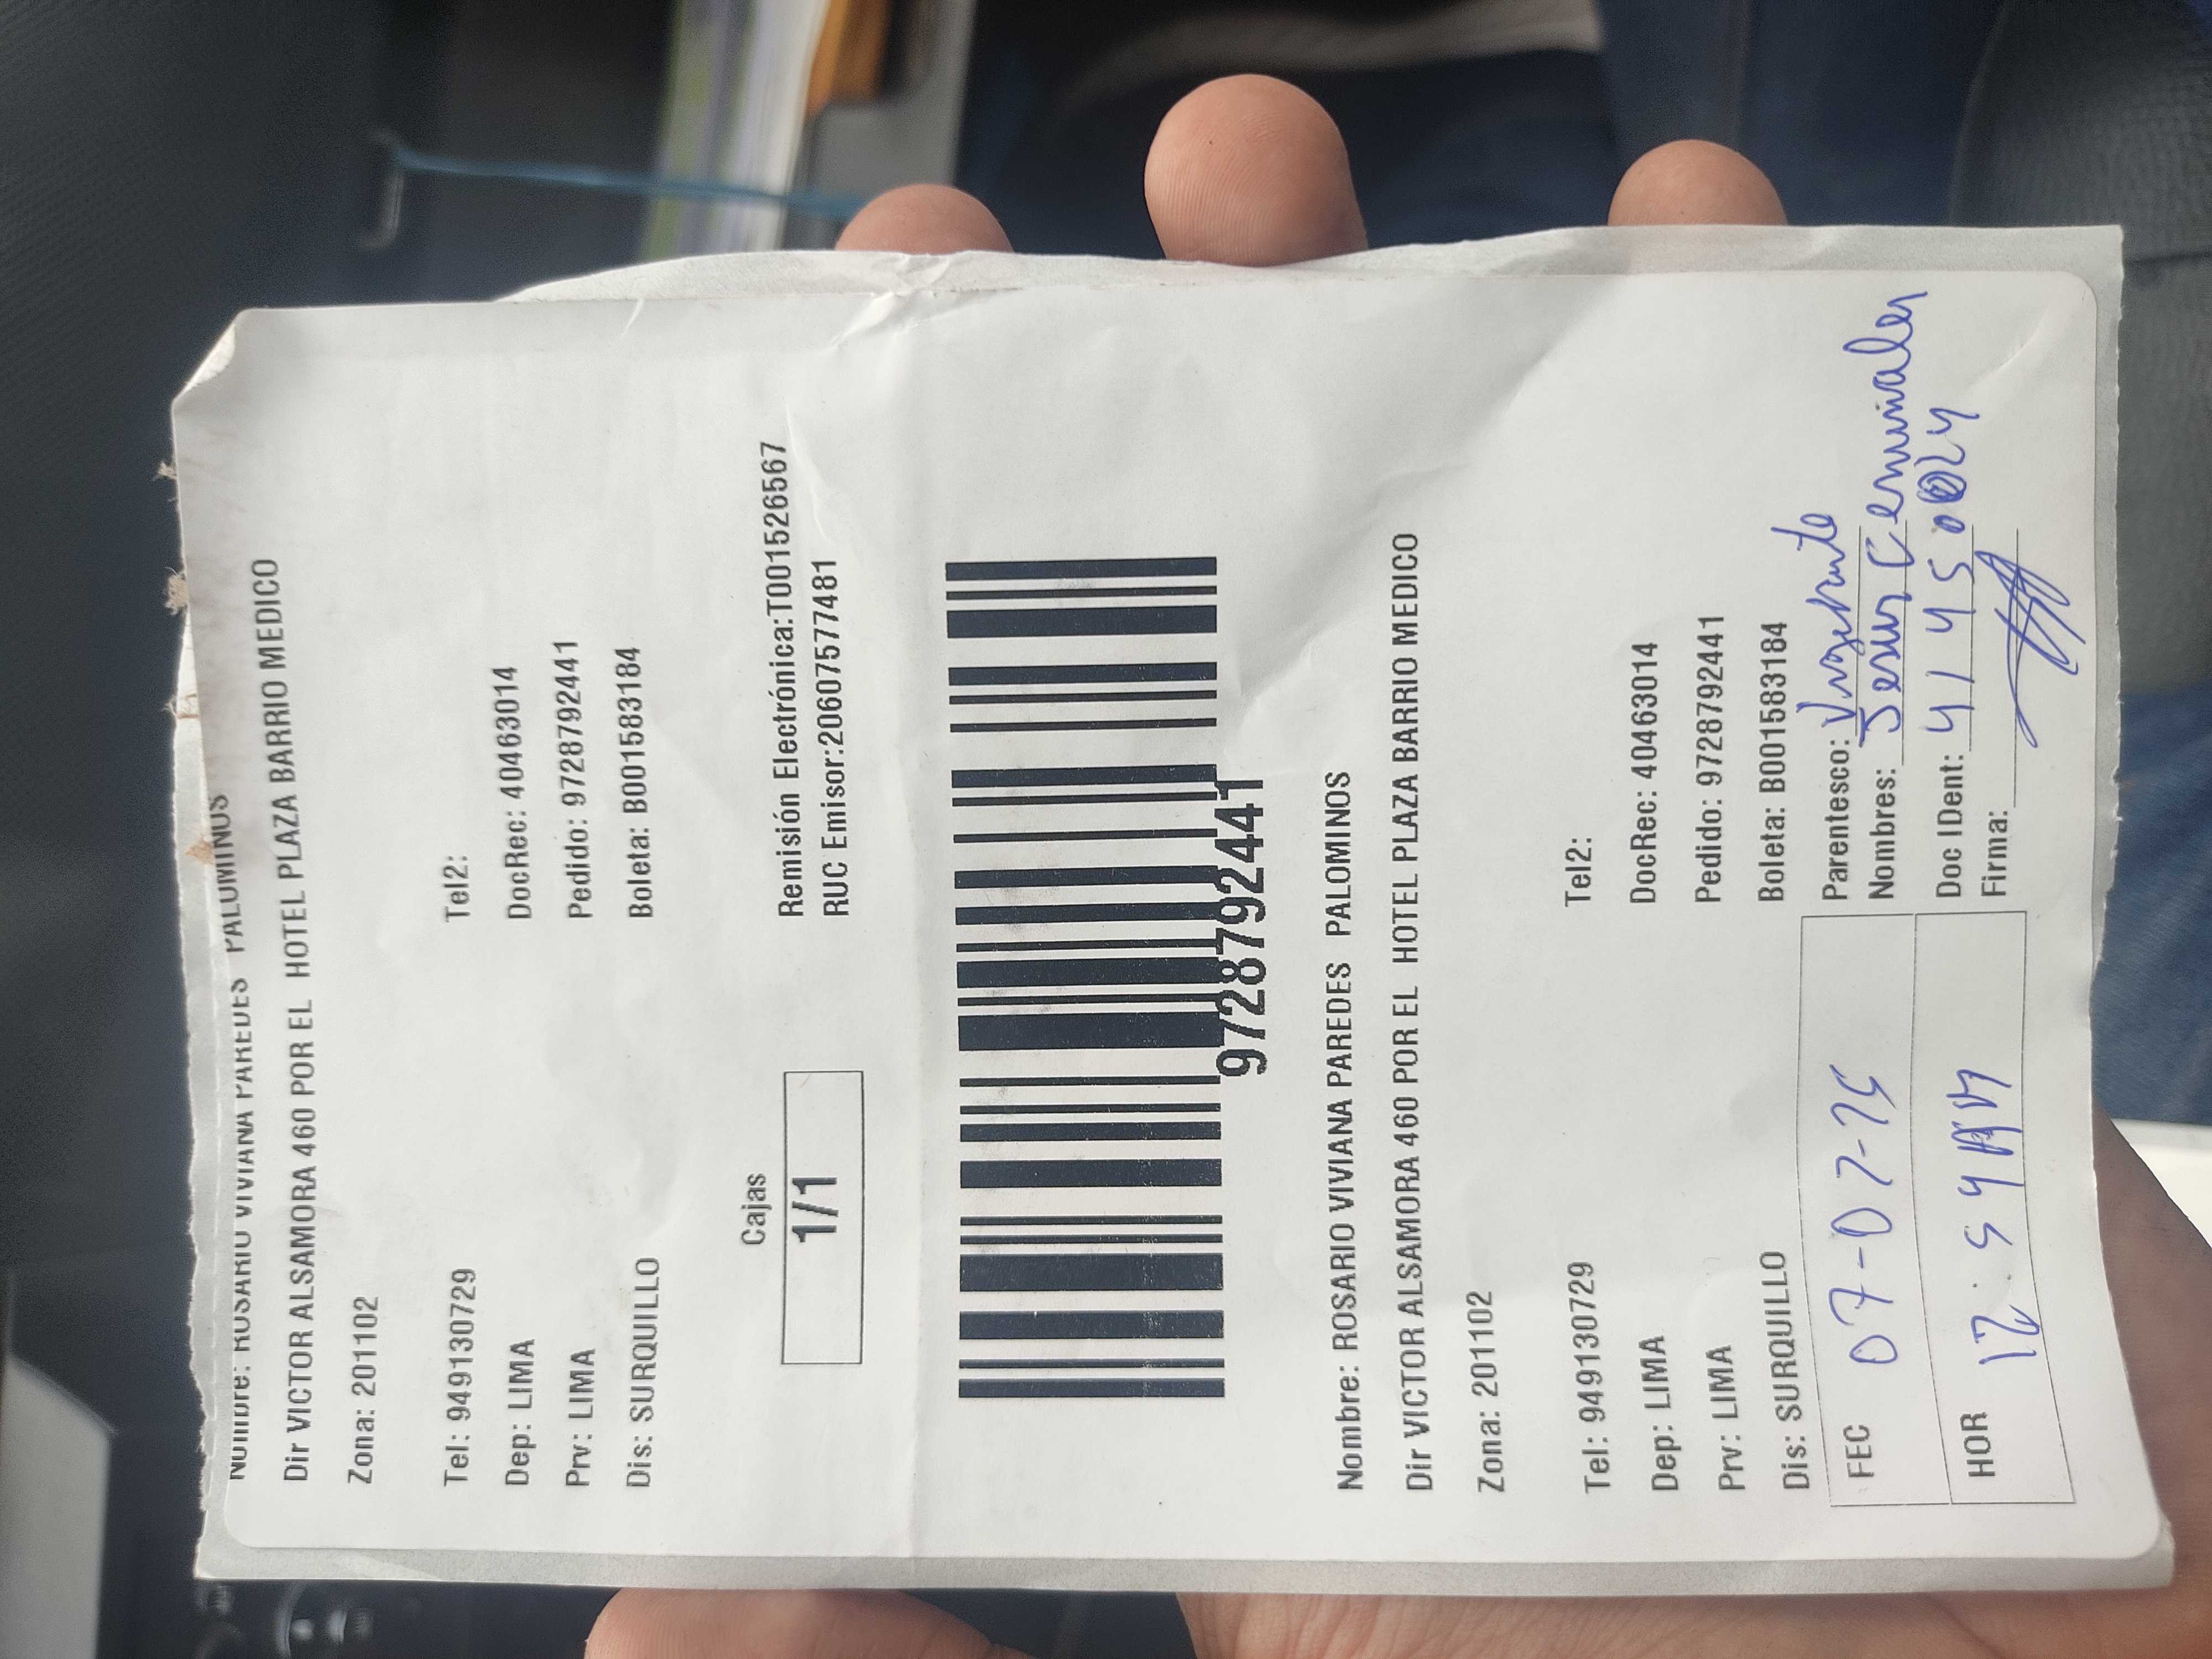 Nombre: ROSARIO VIVIANA PAREDES PALOMINOS
Dir VICTOR ALSAMORA 460 POR EL HOTEL PLAZA BARRIO MEDICO
Zona: 201102
Tel: 949130729 Tel2:
Dep: LIMA DocRec: 40463014
Prv: LIMA Pedido: 9728792441
Dis: SURQUILLO Boleta: B001583184
Cajas
1/1
Remisión Electrónica:T001526567
RUC Emisor:20607577481
9728792441
Nombre: ROSARIO VIVIANA PAREDES PALOMINOS
Dir VICTOR ALSAMORA 460 POR EL HOTEL PLAZA BARRIO MEDICO
Zona: 201102
Tel: 949130729 Tel2:
Dep: LIMA DocRec: 40463014
Prv: LIMA Pedido: 9728792441
Dis: SURQUILLO Boleta: B001583184
FEC 07-07-25 Parentesco: Vigilante
Nombres: Jesus
HOR 12:54 Doc IDent:
Firma: